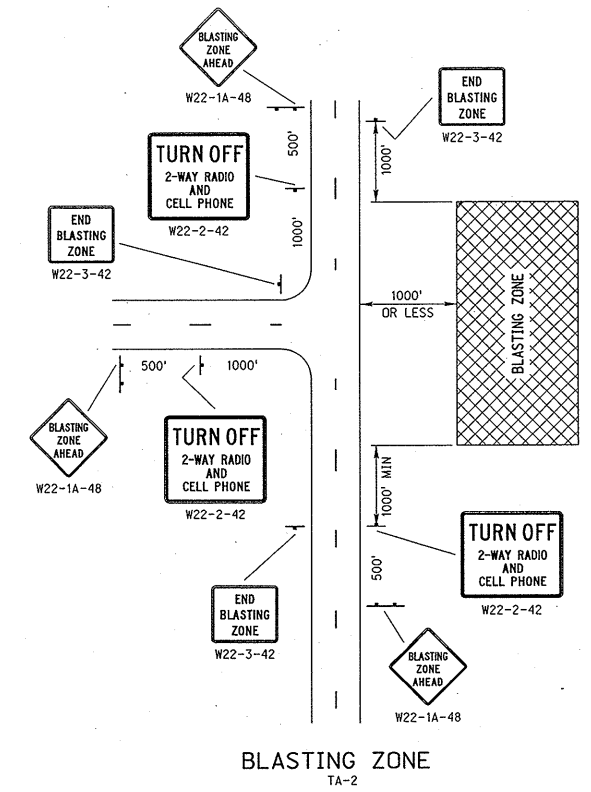 BLASTING
ZONE
AHEAD
W22-1A-48
END
BLASTING
ZONE
W22-3-42
500'
1000'
TURN OFF
2-WAY RADIO
AND
CELL PHONE
W22-2-42
1000'
END
BLASTING
ZONE
W22-3-42
1000'
OR LESS
BLASTING ZONE
500'
1000'
BLASTING
ZONE
AHEAD
W22-1A-48
TURN OFF
2-WAY RADIO
AND
CELL PHONE
W22-2-42
1000' MIN
TURN OFF
2-WAY RADIO
AND
CELL PHONE
W22-2-42
500'
END
BLASTING
ZONE
W22-3-42
BLASTING
ZONE
AHEAD
W22-1A-48
BLASTING ZONE
TA-2